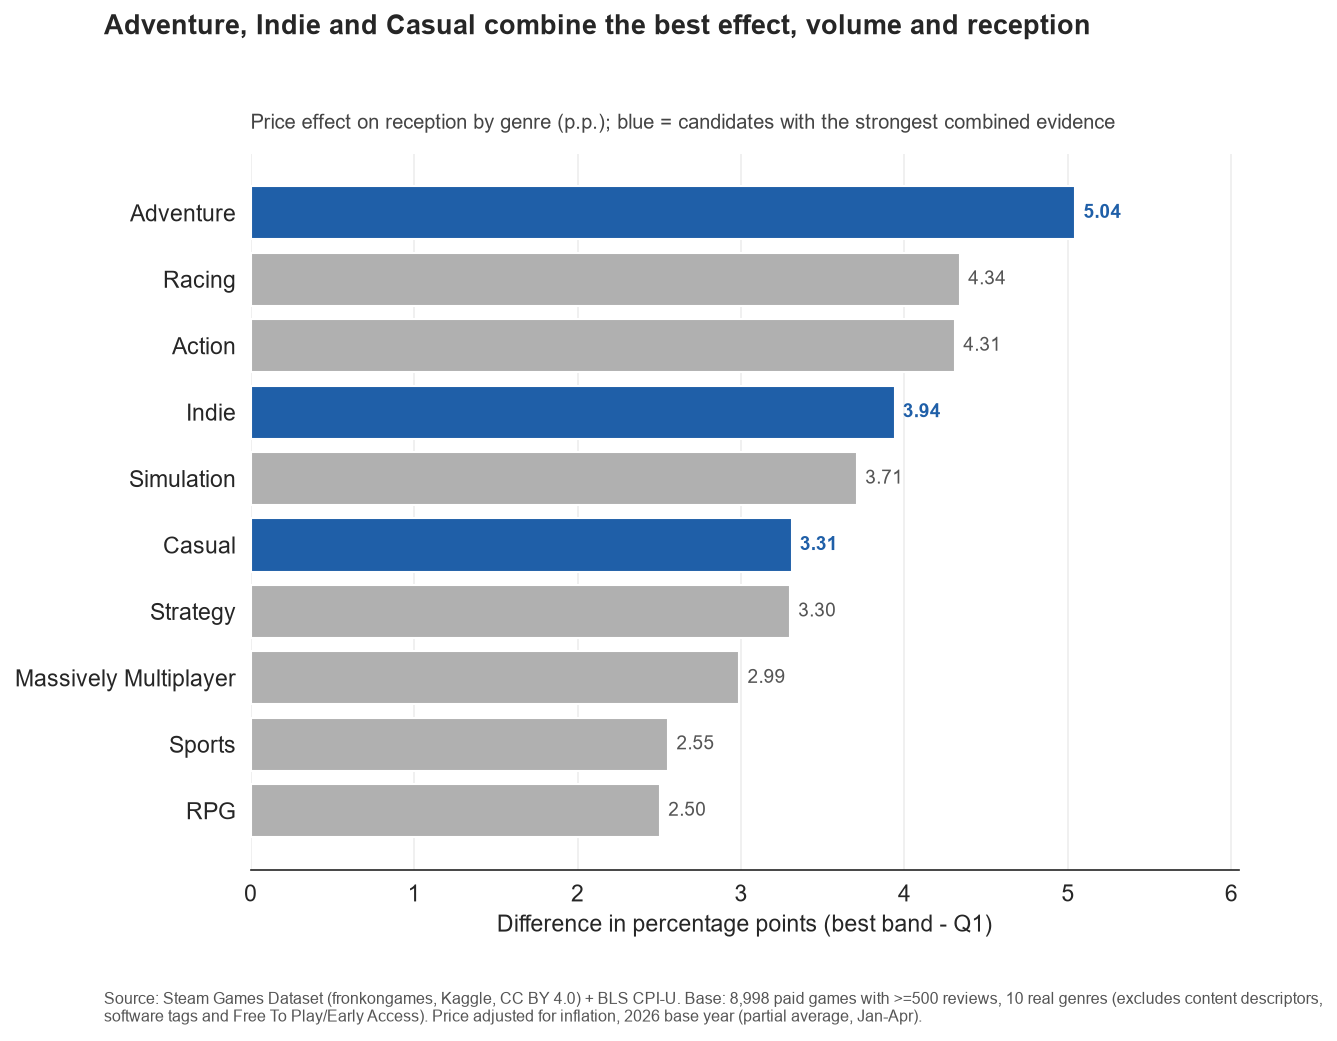 Adventure, Indie and Casual combine the best effect, volume and reception
Price effect on reception by genre (p.p.); blue = candidates with the strongest combined evidence
Adventure 5.04
Racing 4.34
Action 4.31
Indie 3.94
Simulation 3.71
Casual 3.31
Strategy 3.30
Massively Multiplayer 2.99
Sports 2.55
RPG 2.50
0 1 2 3 4 5 6
Difference in percentage points (best band - Q1)
Source: Steam Games Dataset (fronkongames, Kaggle, CC BY 4.0) + BLS CPI-U. Base: 8,998 paid games with >=500 reviews, 10 real genres (excludes content descriptors,
software tags and Free To Play/Early Access). Price adjusted for inflation, 2026 base year (partial average, Jan-Apr).